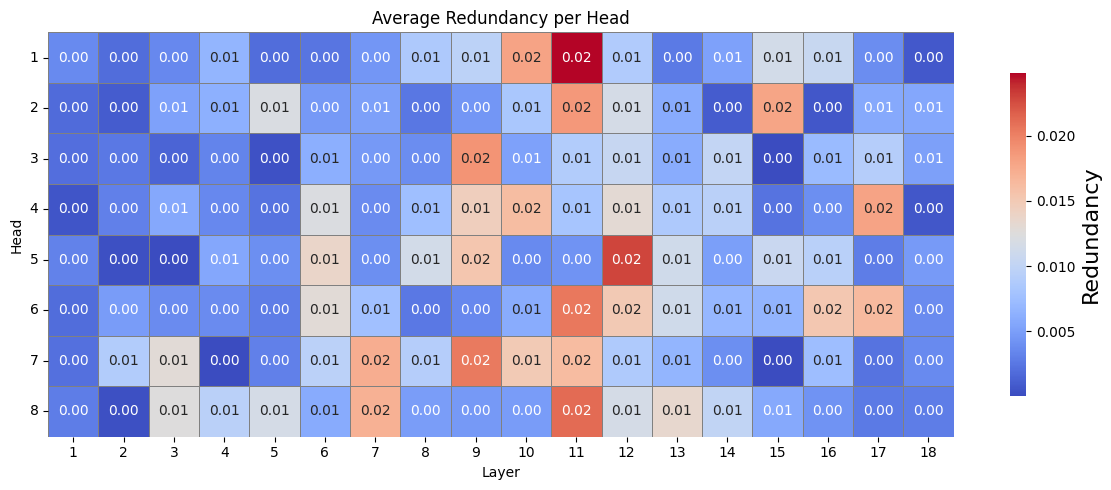 Average Redundancy per Head
1 0.00 0.00 0.00 0.01 0.00 0.00 0.00 0.01 0.01 0.02 0.02 0.01 0.00 0.01 0.01 0.01 0.00 0.00
2 0.00 0.00 0.01 0.01 0.01 0.00 0.01 0.00 0.00 0.01 0.02 0.01 0.01 0.00 0.02 0.00 0.01 0.01
3 0.00 0.00 0.00 0.00 0.00 0.01 0.00 0.00 0.02 0.01 0.01 0.01 0.01 0.01 0.00 0.01 0.01 0.01
4 0.00 0.00 0.01 0.00 0.00 0.01 0.00 0.01 0.01 0.02 0.01 0.01 0.01 0.01 0.00 0.00 0.02 0.00
5 0.00 0.00 0.00 0.01 0.00 0.01 0.00 0.01 0.02 0.00 0.00 0.02 0.01 0.00 0.01 0.01 0.00 0.00
6 0.00 0.00 0.00 0.00 0.00 0.01 0.01 0.00 0.00 0.01 0.02 0.02 0.01 0.01 0.01 0.02 0.02 0.00
7 0.00 0.01 0.01 0.00 0.00 0.01 0.02 0.01 0.02 0.01 0.02 0.01 0.01 0.00 0.00 0.01 0.00 0.00
8 0.00 0.00 0.01 0.01 0.01 0.01 0.02 0.00 0.00 0.00 0.02 0.01 0.01 0.01 0.01 0.00 0.00 0.00
1 2 3 4 5 6 7 8 9 10 11 12 13 14 15 16 17 18
Layer
Head
0.020
0.015
0.010
0.005
Redundancy